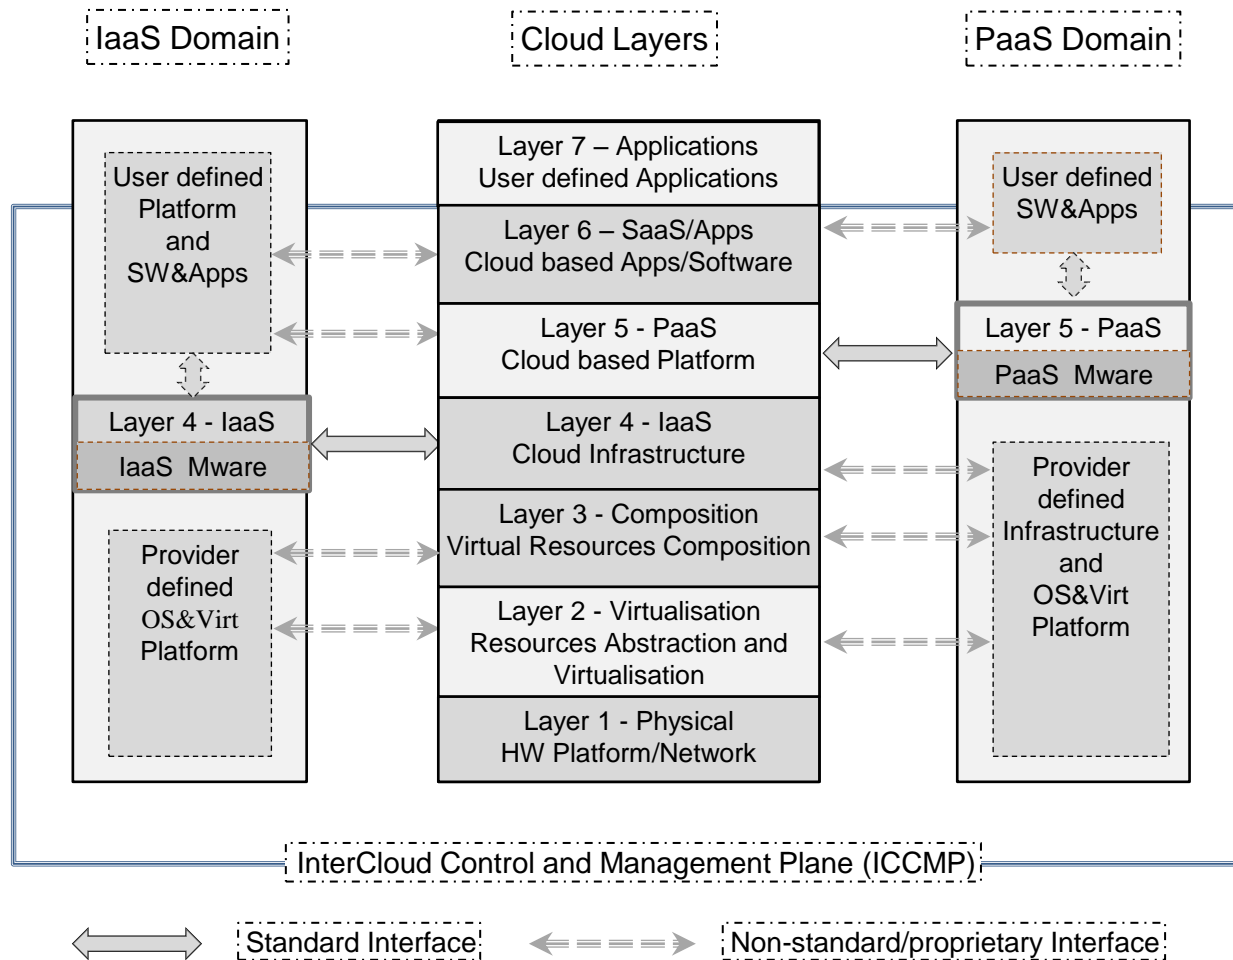 IaaS Domain
Cloud Layers
PaaS Domain
User defined
Platform
and
SW&Apps
Layer 4 - IaaS
IaaS Mware
Provider
defined
OS&Virt
Platform
Layer 7 – Applications
User defined Applications
Layer 6 – SaaS/Apps
Cloud based Apps/Software
Layer 5 - PaaS
Cloud based Platform
Layer 4 - IaaS
Cloud Infrastructure
Layer 3 - Composition
Virtual Resources Composition
Layer 2 - Virtualisation
Resources Abstraction and
Virtualisation
Layer 1 - Physical
HW Platform/Network
User defined
SW&Apps
Layer 5 - PaaS
PaaS Mware
Provider
defined
Infrastructure
and
OS&Virt
Platform
InterCloud Control and Management Plane (ICCMP)
Standard Interface
Non-standard/proprietary Interface